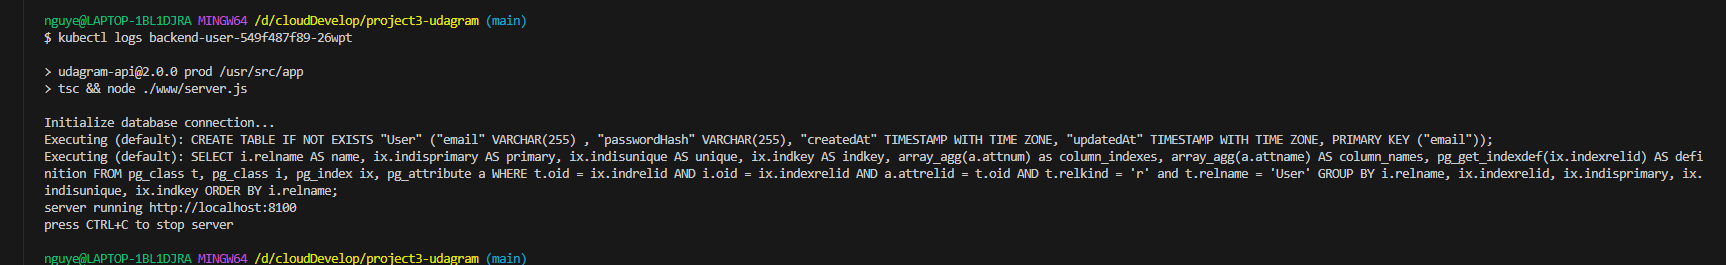 nguye@LAPTOP-1BL1DJRA MINGW64 /d/cloudDevelop/project3-udagram (main)
$ kubectl logs backend-user-549f487f89-26wpt
> udagram-api@2.0.0 prod /usr/src/app
> tsc && node ./www/server.js
Initialize database connection...
Executing (default): CREATE TABLE IF NOT EXISTS "User" ("email" VARCHAR(255) , "passwordHash" VARCHAR(255), "createdAt" TIMESTAMP WITH TIME ZONE, "updatedAt" TIMESTAMP WITH TIME ZONE, PRIMARY KEY ("email"));
Executing (default): SELECT i.relname AS name, ix.indisprimary AS primary, ix.indisunique AS unique, ix.indkey AS indkey, array_agg(a.attnum) as column_indexes, array_agg(a.attname) AS column_names, pg_get_indexdef(ix.indexrelid) AS defi
nition FROM pg_class t, pg_class i, pg_index ix, pg_attribute a WHERE t.oid = ix.indrelid AND i.oid = ix.indexrelid AND a.attrelid = t.oid AND t.relkind = 'r' and t.relname = 'User' GROUP BY i.relname, ix.indexrelid, ix.indisprimary, ix.
indisunique, ix.indkey ORDER BY i.relname;
server running http://localhost:8100
press CTRL+C to stop server
nguye@LAPTOP-1BL1DJRA MINGW64 /d/cloudDevelop/project3-udagram (main)